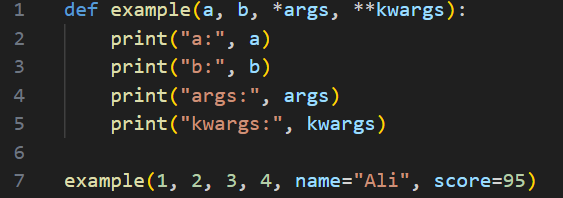 1 def example(a, b, *args, **kwargs):
2     print("a:", a)
3     print("b:", b)
4     print("args:", args)
5     print("kwargs:", kwargs)
6
7 example(1, 2, 3, 4, name="Ali", score=95)